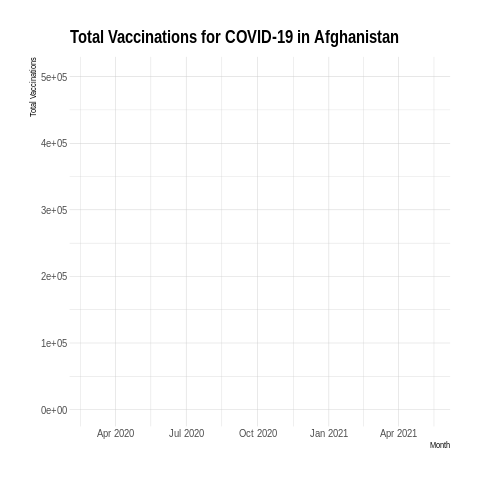 Total Vaccinations for COVID-19 in Afghanistan
Total Vaccinations
5e+05
4e+05
3e+05
2e+05
1e+05
0e+00
Apr 2020 Jul 2020 Oct 2020 Jan 2021 Apr 2021
Month